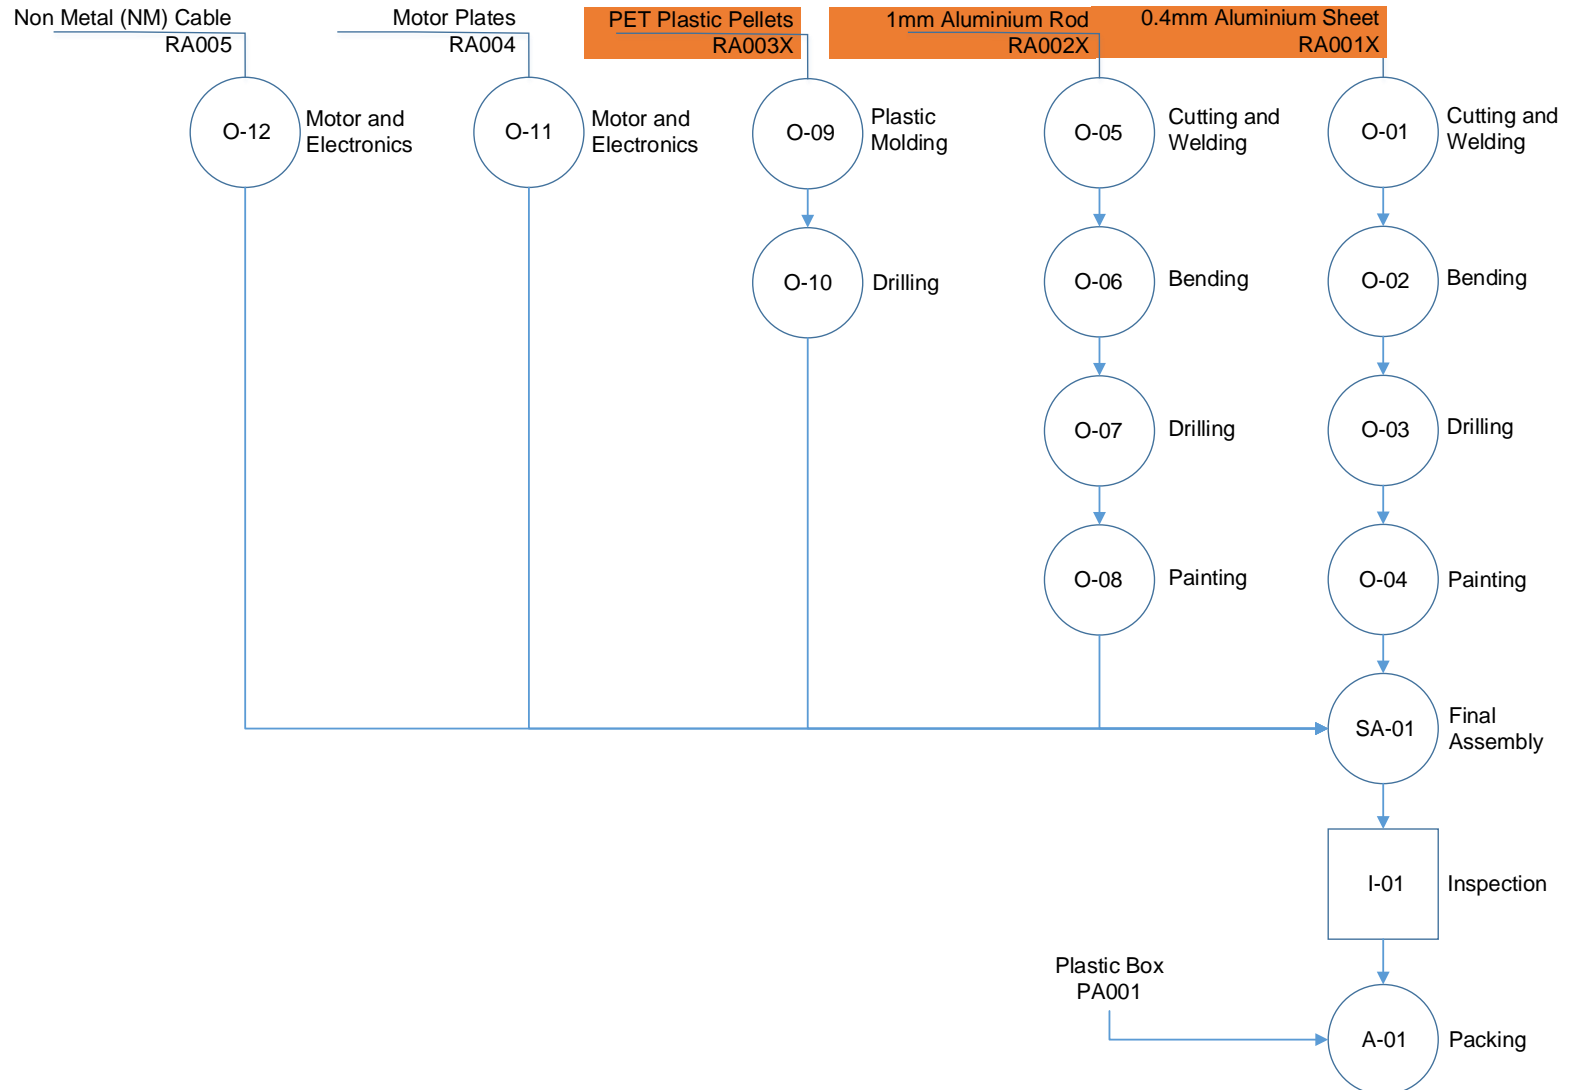 Non Metal (NM) Cable
RA005
Motor Plates
RA004
PET Plastic Pellets
RA003X
1mm Aluminium Rod
RA002X
0.4mm Aluminium Sheet
RA001X
O-12
Motor and
Electronics
O-11
Motor and
Electronics
O-09
Plastic
Molding
O-05
Cutting and
Welding
O-01
Cutting and
Welding
O-10
Drilling
O-06
Bending
O-02
Bending
O-07
Drilling
O-03
Drilling
O-08
Painting
O-04
Painting
SA-01
Final
Assembly
I-01
Inspection
Plastic Box
PA001
A-01
Packing